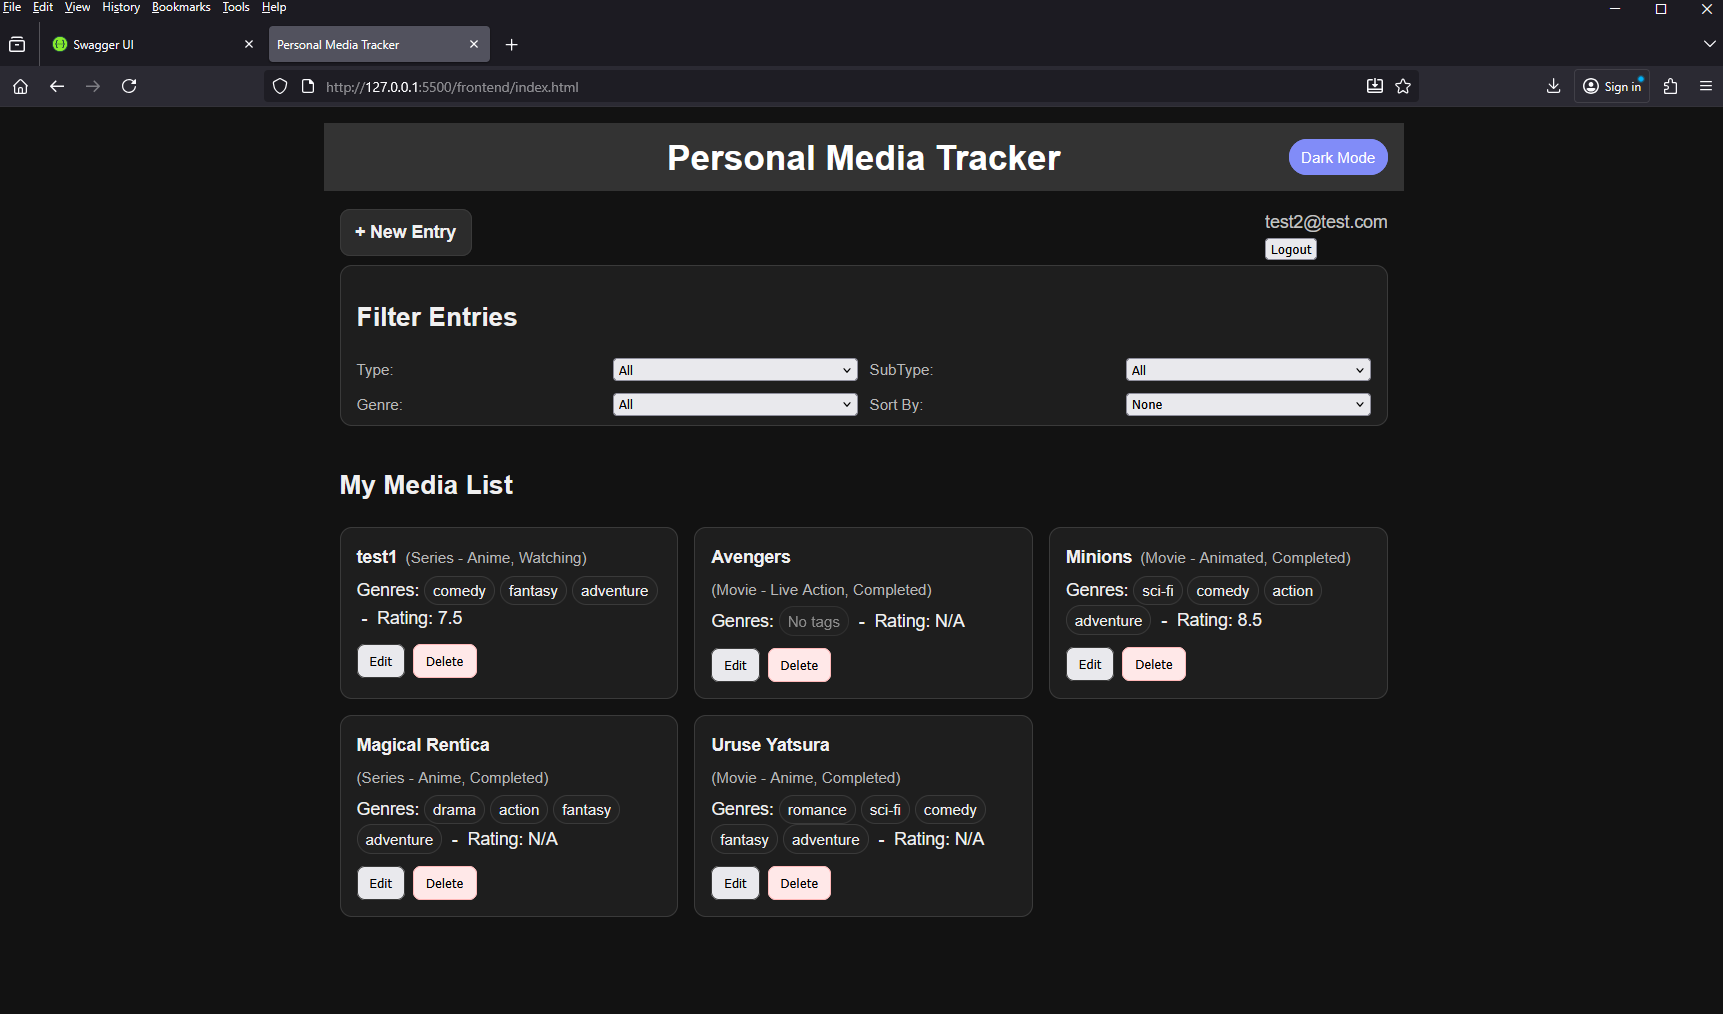 File Edit View History Bookmarks Tools Help
Swagger UI
Personal Media Tracker
http://127.0.0.1:5500/frontend/index.html
Sign in
Personal Media Tracker
Dark Mode
+ New Entry
test2@test.com
Logout
Filter Entries
Type: All SubType: All
Genre: All Sort By: None
My Media List
test1 (Series - Anime, Watching)
Genres: comedy fantasy adventure
- Rating: 7.5
Edit Delete
Avengers
(Movie - Live Action, Completed)
Genres: No tags - Rating: N/A
Edit Delete
Minions (Movie - Animated, Completed)
Genres: sci-fi comedy action
adventure - Rating: 8.5
Edit Delete
Magical Rentica
(Series - Anime, Completed)
Genres: drama action fantasy
adventure - Rating: N/A
Edit Delete
Uruse Yatsura
(Movie - Anime, Completed)
Genres: romance sci-fi comedy
fantasy adventure - Rating: N/A
Edit Delete